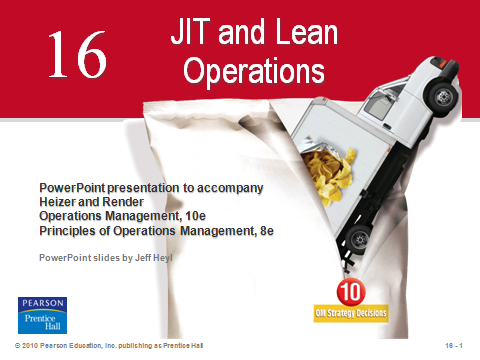 16
JIT and Lean
Operations
PowerPoint presentation to accompany
Heizer and Render
Operations Management, 10e
Principles of Operations Management, 8e
PowerPoint slides by Jeff Heyl
10
OM Strategy Decisions
PEARSON
Prentice
Hall
© 2010 Pearson Education, Inc. publishing as Prentice Hall
16 - 1